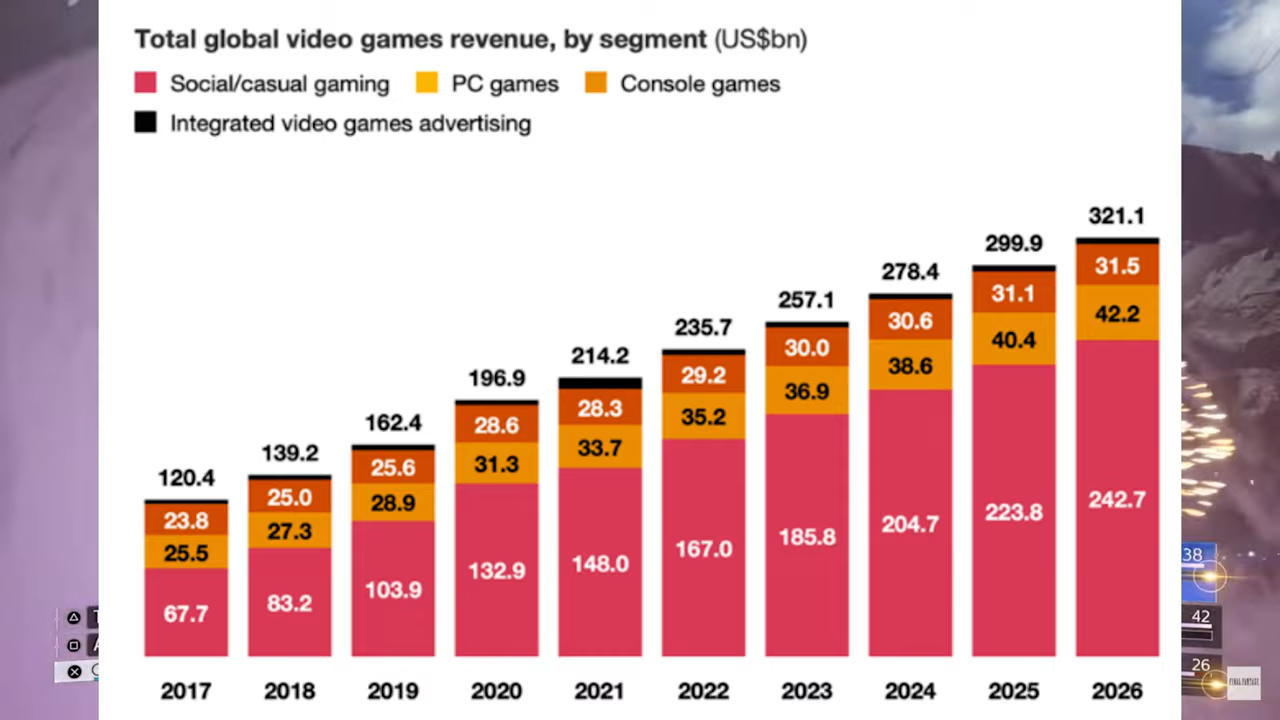 Total global video games revenue, by segment (US$bn)
Social/casual gaming PC games Console games
Integrated video games advertising
120.4 139.2 162.4 196.9 214.2 235.7 257.1 278.4 299.9 321.1
23.8 25.0 25.6 28.6 28.3 29.2 30.0 30.6 31.1 31.5
25.5 27.3 28.9 31.3 33.7 35.2 36.9 38.6 40.4 42.2
67.7 83.2 103.9 132.9 148.0 167.0 185.8 204.7 223.8 242.7
2017 2018 2019 2020 2021 2022 2023 2024 2025 2026
38
42
26
FINAL FANTASY